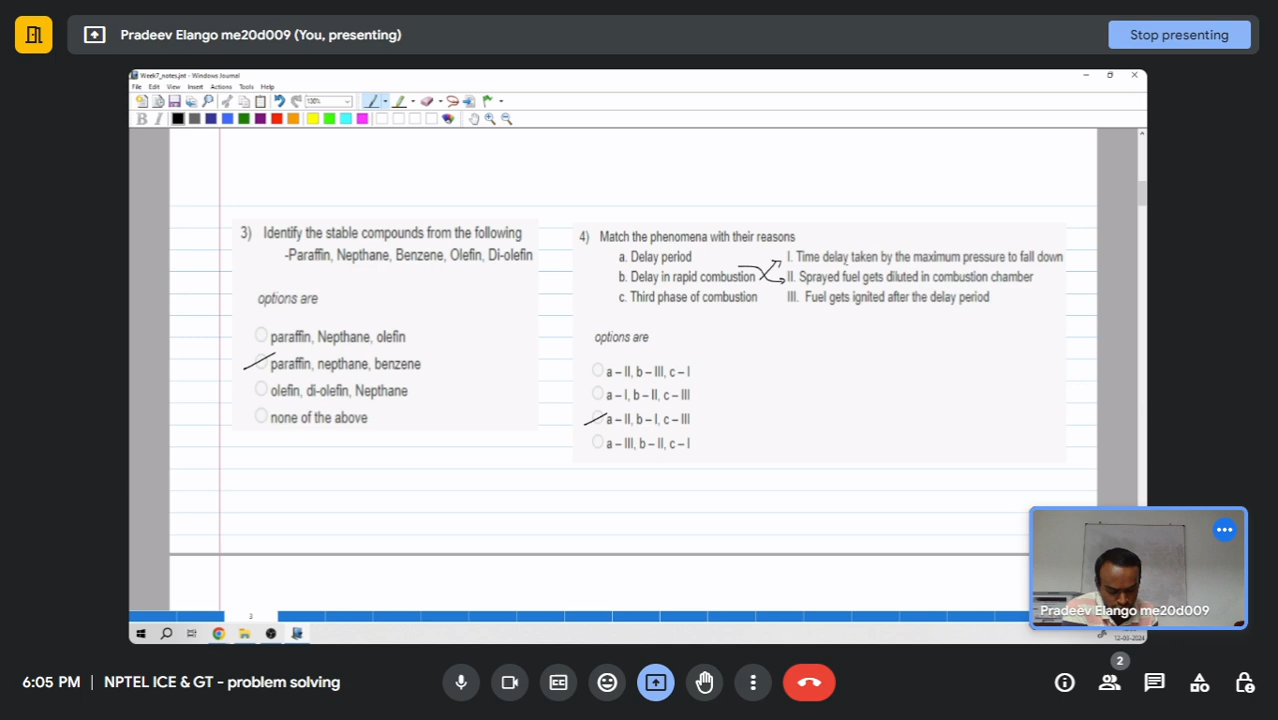 Pradeev Elango me20d009 (You, presenting)
Stop presenting
Week7_notes.jnt - Windows Journal
File Edit View Insert Actions Tools Help
100%
B I
3) Identify the stable compounds from the following
-Paraffin, Nepthane, Benzene, Olefin, Di-olefin
options are
paraffin, Nepthane, olefin
paraffin, nepthane, benzene
olefin, di-olefin, Nepthane
none of the above
4) Match the phenomena with their reasons
a. Delay period
I. Time delay taken by the maximum pressure to fall down
b. Delay in rapid combustion
II. Sprayed fuel gets diluted in combustion chamber
c. Third phase of combustion
III. Fuel gets ignited after the delay period
options are
a – II, b – III, c – I
a – I, b – II, c – III
a – II, b – I, c – III
a – III, b – II, c – I
Pradeev Elango me20d009
3
12-08-2024
2
6:05 PM | NPTEL ICE & GT - problem solving